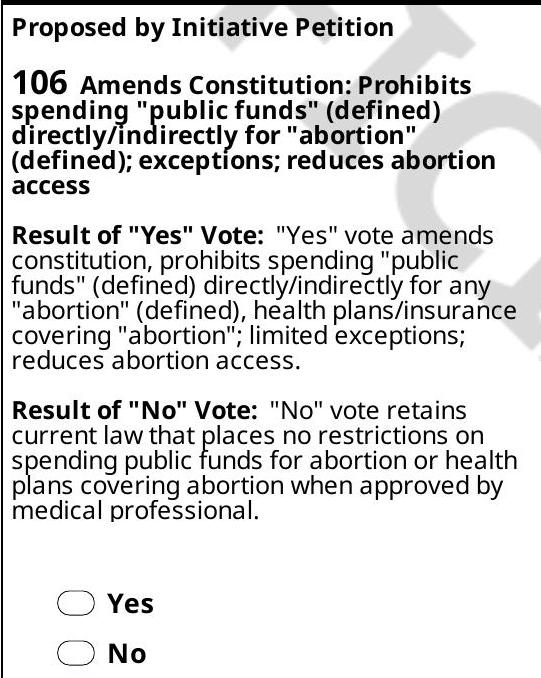 Proposed by Initiative Petition
106 Amends Constitution: Prohibits
spending "public funds" (defined)
directly/indirectly for "abortion"
(defined); exceptions; reduces abortion
access
Result of "Yes" Vote: "Yes" vote amends
constitution, prohibits spending "public
funds" (defined) directly/indirectly for any
"abortion" (defined), health plans/insurance
covering "abortion"; limited exceptions;
reduces abortion access.
Result of "No" Vote: "No" vote retains
current law that places no restrictions on
spending public funds for abortion or health
plans covering abortion when approved by
medical professional.
Yes
No